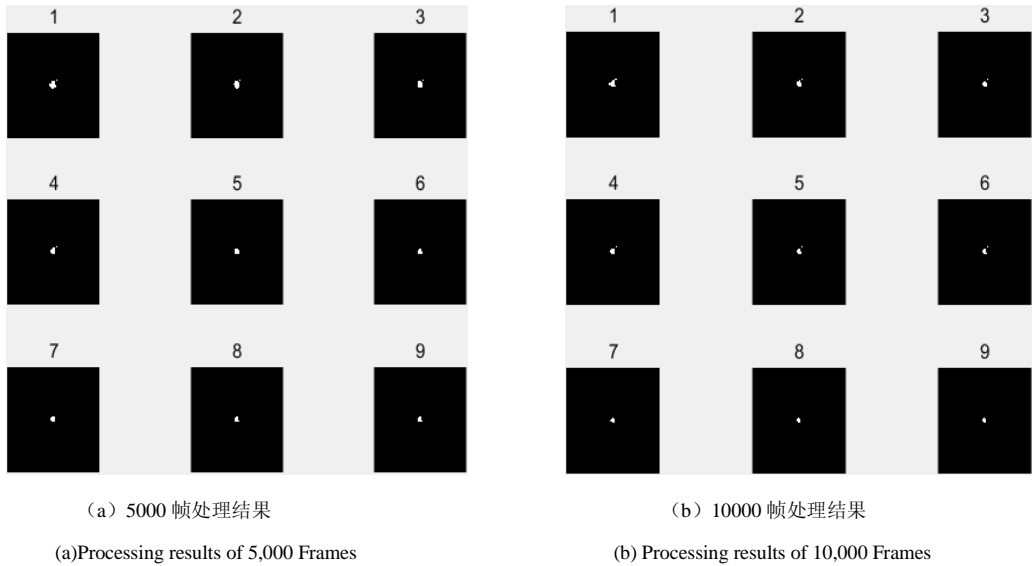 1 2 3
4 5 6
7 8 9
（a）5000 帧处理结果
(a)Processing results of 5,000 Frames
1 2 3
4 5 6
7 8 9
（b）10000 帧处理结果
(b) Processing results of 10,000 Frames